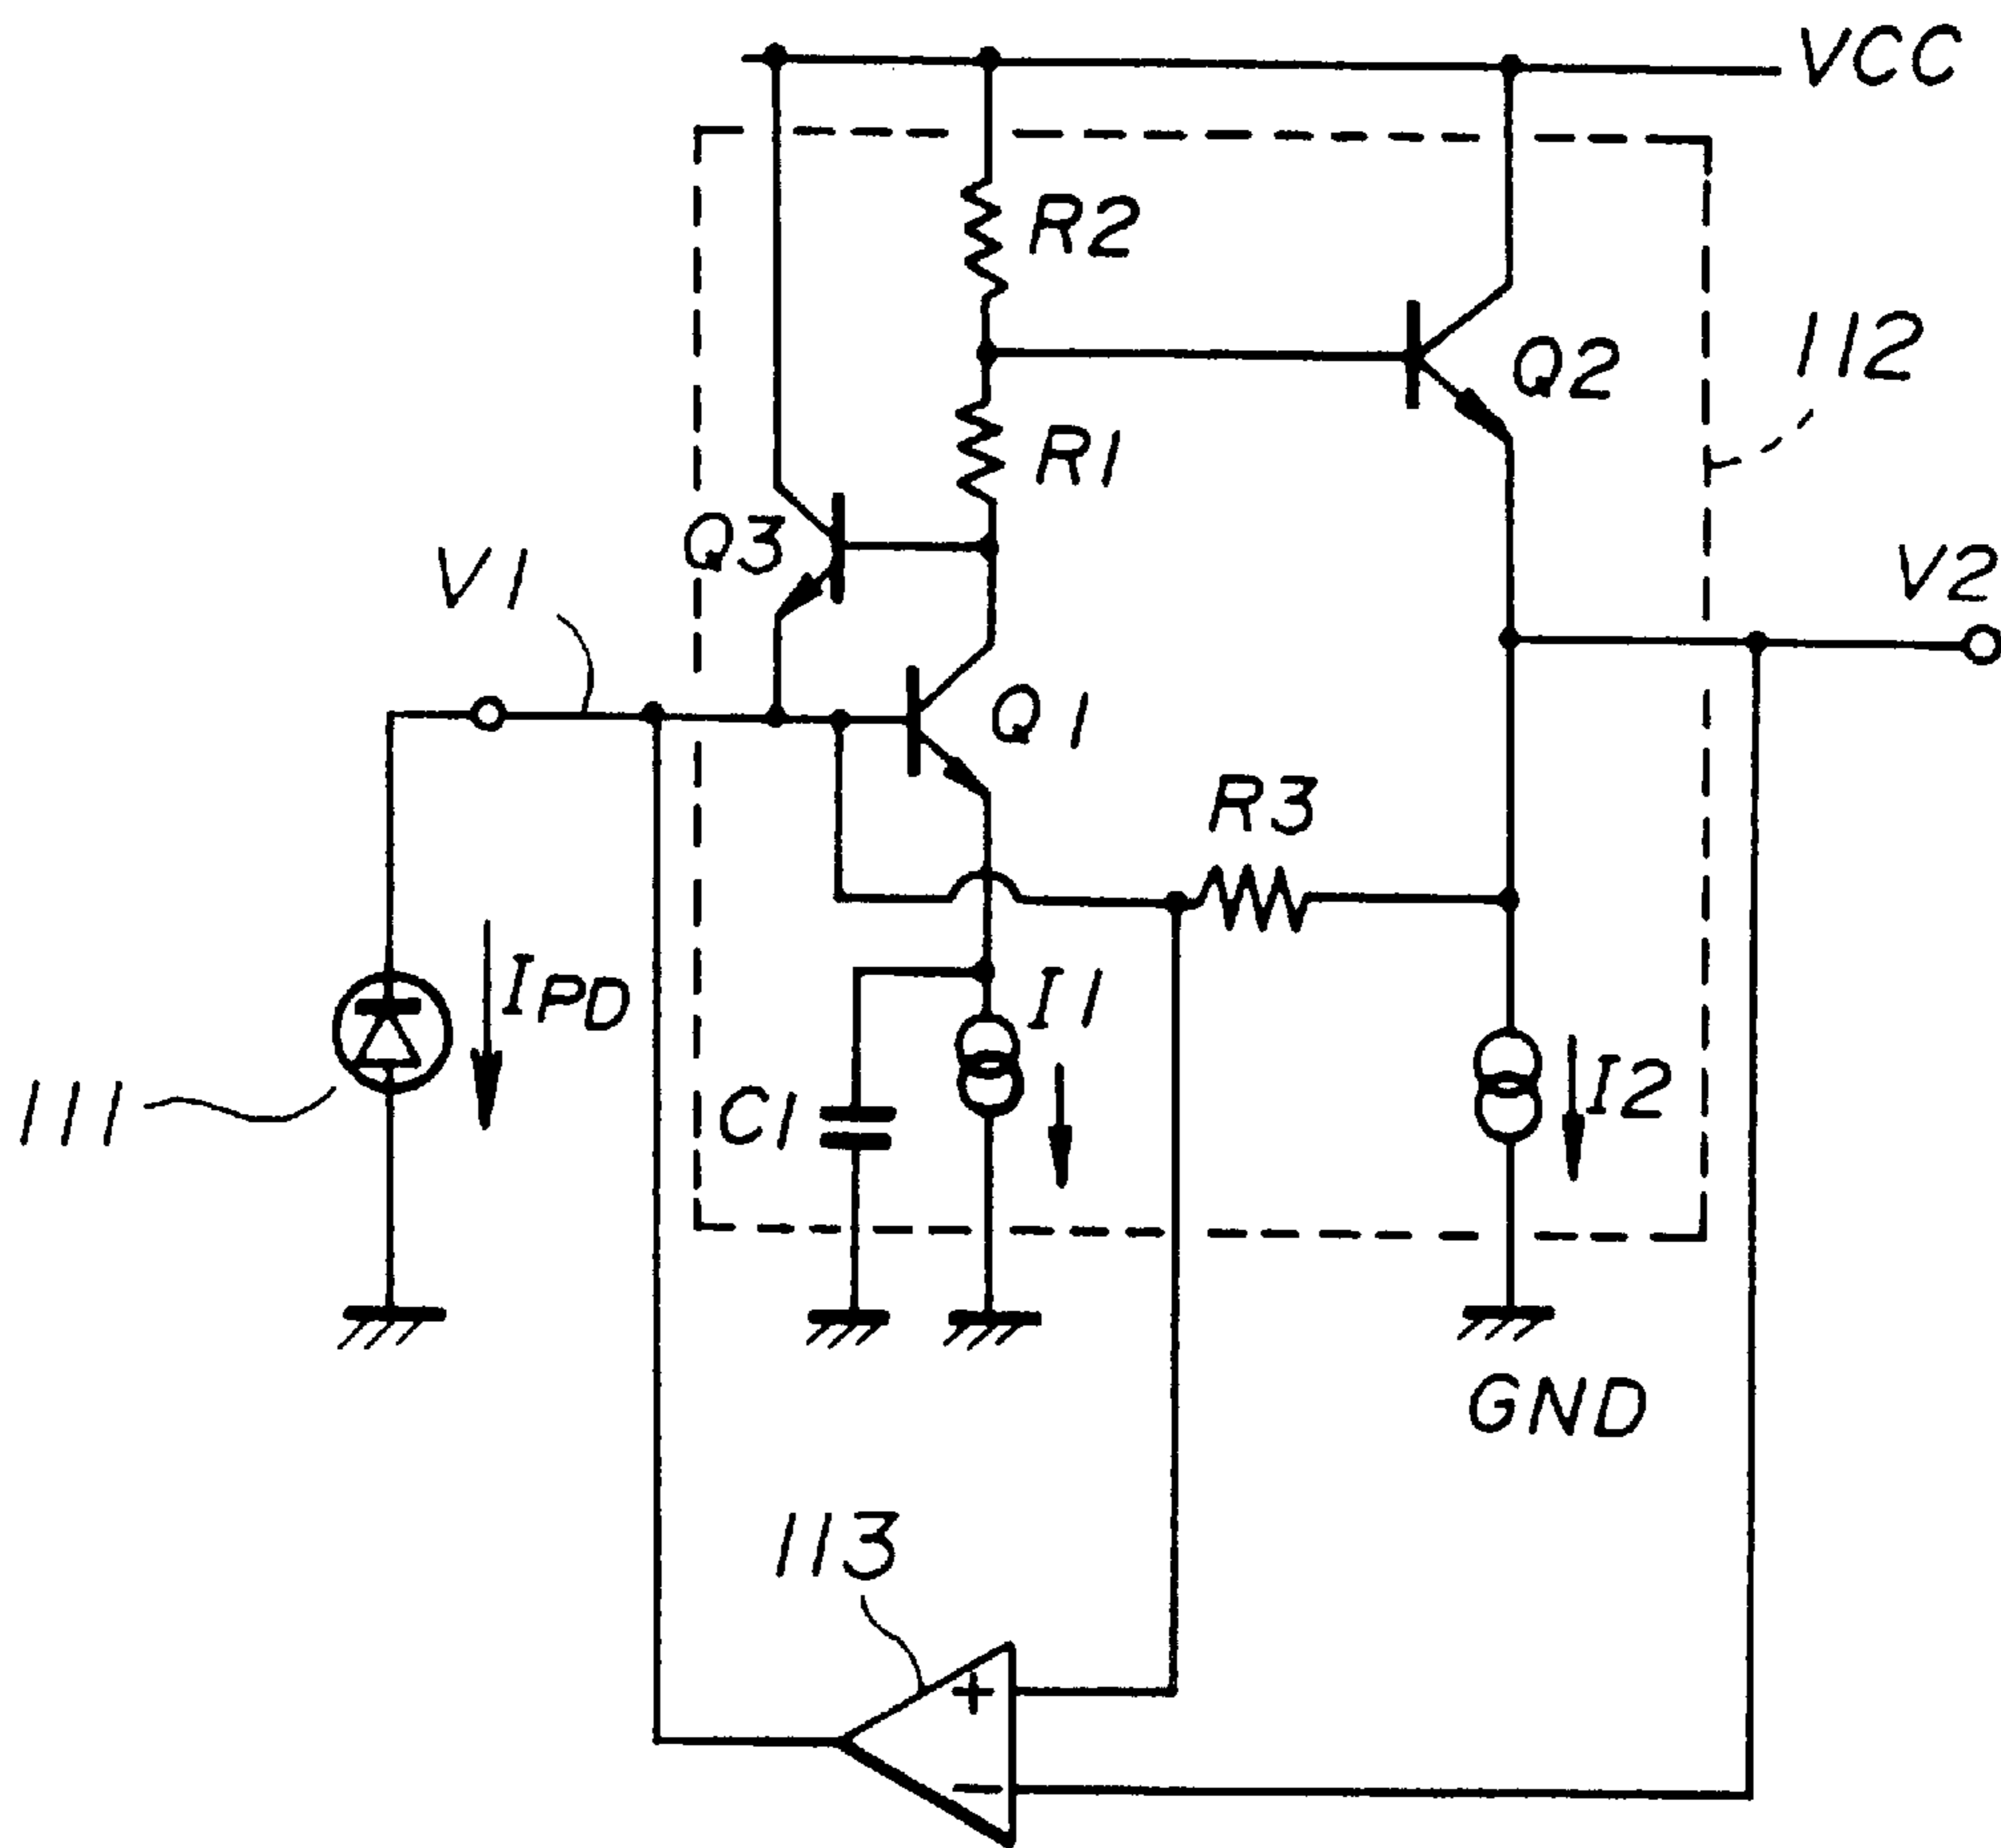 VCC
R2
112
Q2
R1
Q3
V1
V2
Q1
R3
IPD
I1
I2
111
C1
GND
113
+
−